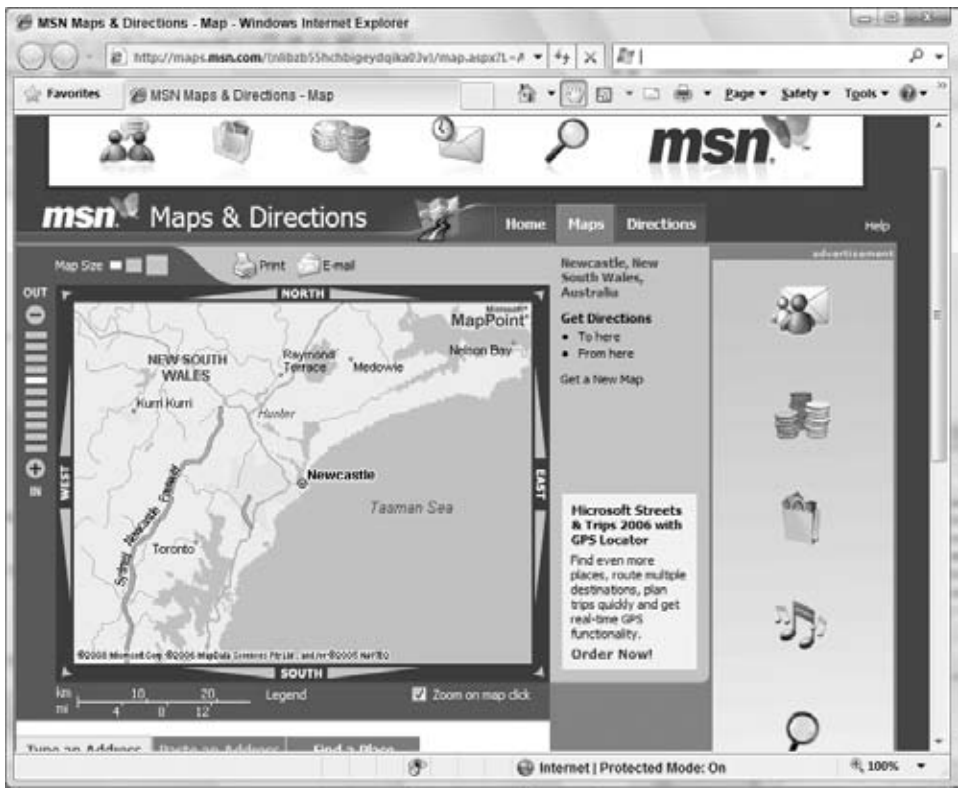 MSN Maps & Directions - Map - Windows Internet Explorer
Favorites
MSN Maps & Directions - Map
Page
Safety
Tools
msn.
msn. Maps & Directions
Home
Maps
Directions
Help
advertisement
Map Size
Print
E-mail
OUT
IN
NORTH
WEST
EAST
SOUTH
Microsoft
MapPoint
NEW SOUTH
WALES
Raymond
Terrace
Medowie
Nelson Bay
Kurri Kurri
Hunter
Newcastle
Tasman Sea
Sydney Newcastle
Toronto
Newcastle, New
South Wales,
Australia
Get Directions
• To here
• From here
Get a New Map
Microsoft Streets
& Trips 2006 with
GPS Locator
Find even more
places, route multiple
destinations, plan
trips quickly and get
real-time GPS
functionality.
Order Now!
km 10 20
mi 4 8 12
Legend
Zoom on map click
Type an Address
Paste an Address
Find a Place
Internet | Protected Mode: On
100%